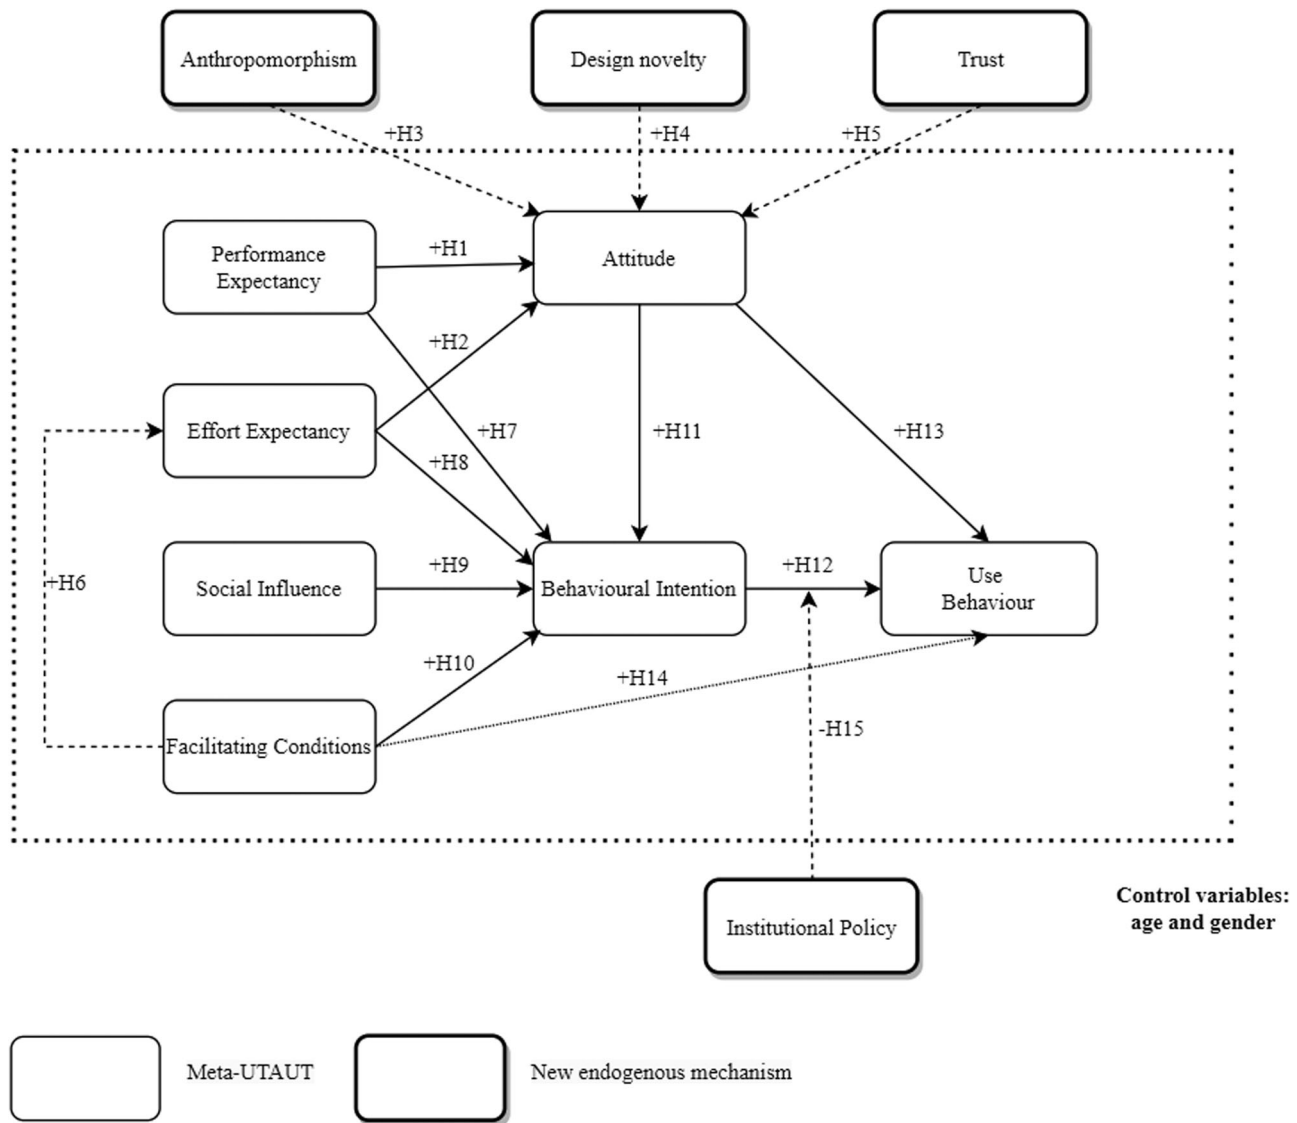 Anthropomorphism
Design novelty
Trust
+H3
+H4
+H5
Performance
Expectancy
+H1
Attitude
+H2
Effort Expectancy
+H7
+H8
+H11
+H13
+H6
Social Influence
+H9
Behavioural Intention
+H12
Use
Behaviour
+H10
+H14
Facilitating Conditions
-H15
Institutional Policy
Control variables:
age and gender
Meta-UTAUT
New endogenous mechanism